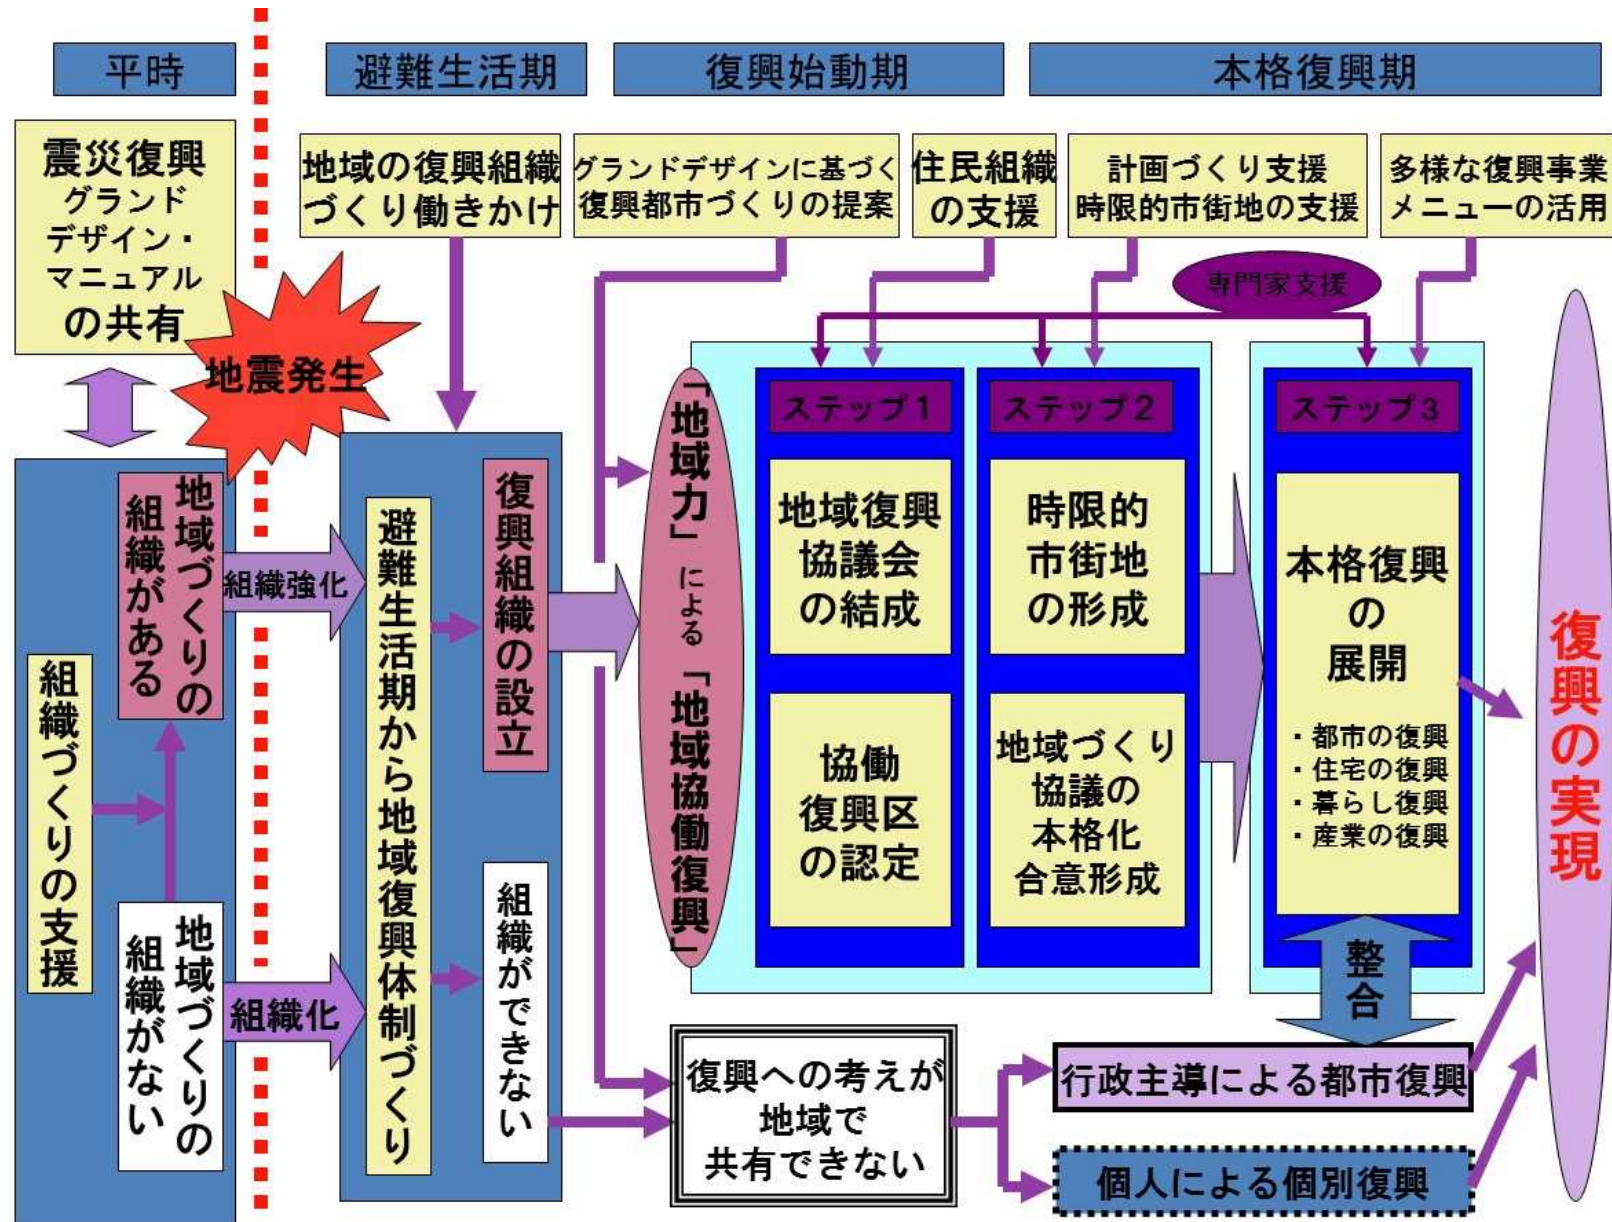 平時
避難生活期
復興始動期
本格復興期
震災復興
グランド
デザイン・
マニュアル
の共有
地域の復興組織
づくり働きかけ
グランドデザインに基づく
復興都市づくりの提案
住民組織
の支援
計画づくり支援
時限的市街地の支援
多様な復興事業
メニューの活用
専門家支援
地震発生
地域づくりの
組織がある
組織づくりの支援
地域づくりの
組織がない
組織強化
組織化
避難生活期から地域復興体制づくり
復興組織の設立
組織ができない
「地域力」による「地域協働復興」
ステップ1
地域復興
協議会
の結成
協働
復興区
の認定
ステップ2
時限的
市街地
の形成
地域づくり
協議の
本格化
合意形成
ステップ3
本格復興
の
展開
・都市の復興
・住宅の復興
・暮らし復興
・産業の復興
整合
復興への考えが
地域で
共有できない
行政主導による都市復興
個人による個別復興
復興の実現